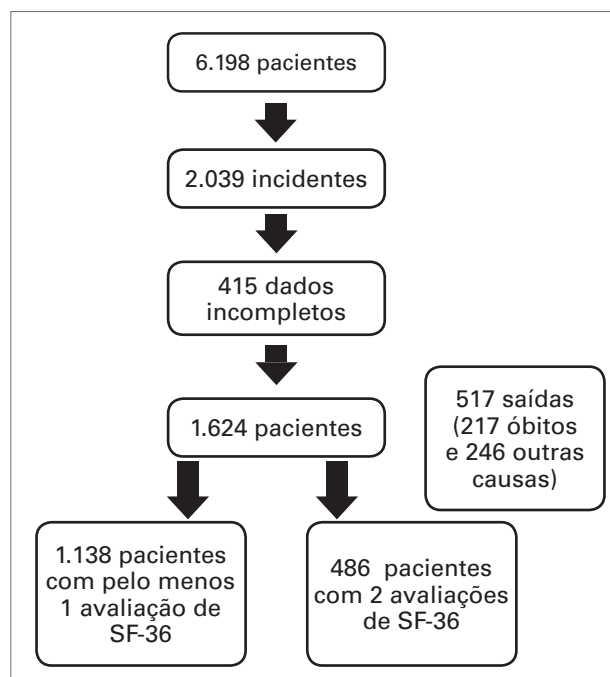 6.198 pacientes
2.039 incidentes
415 dados
incompletos
1.624 pacientes
517 saídas
(217 óbitos
e 246 outras
causas)
1.138 pacientes
com pelo menos
1 avaliação de
SF-36
486 pacientes
com 2 avaliações
de SF-36